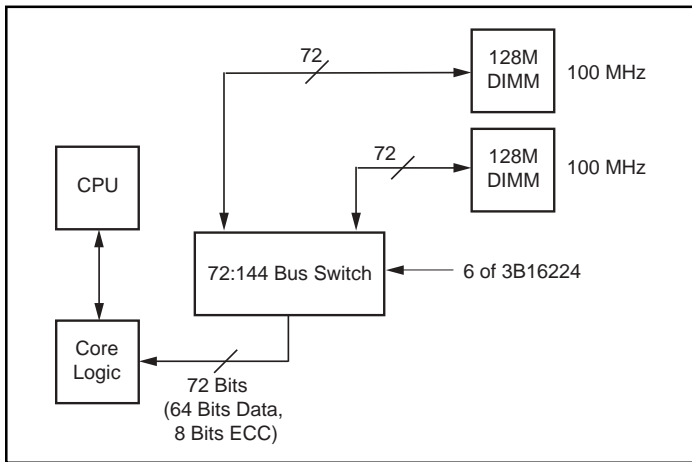 72
128M
DIMM
100 MHz
72
128M
DIMM
100 MHz
CPU
72:144 Bus Switch
6 of 3B16224
Core
Logic
72 Bits
(64 Bits Data,
8 Bits ECC)